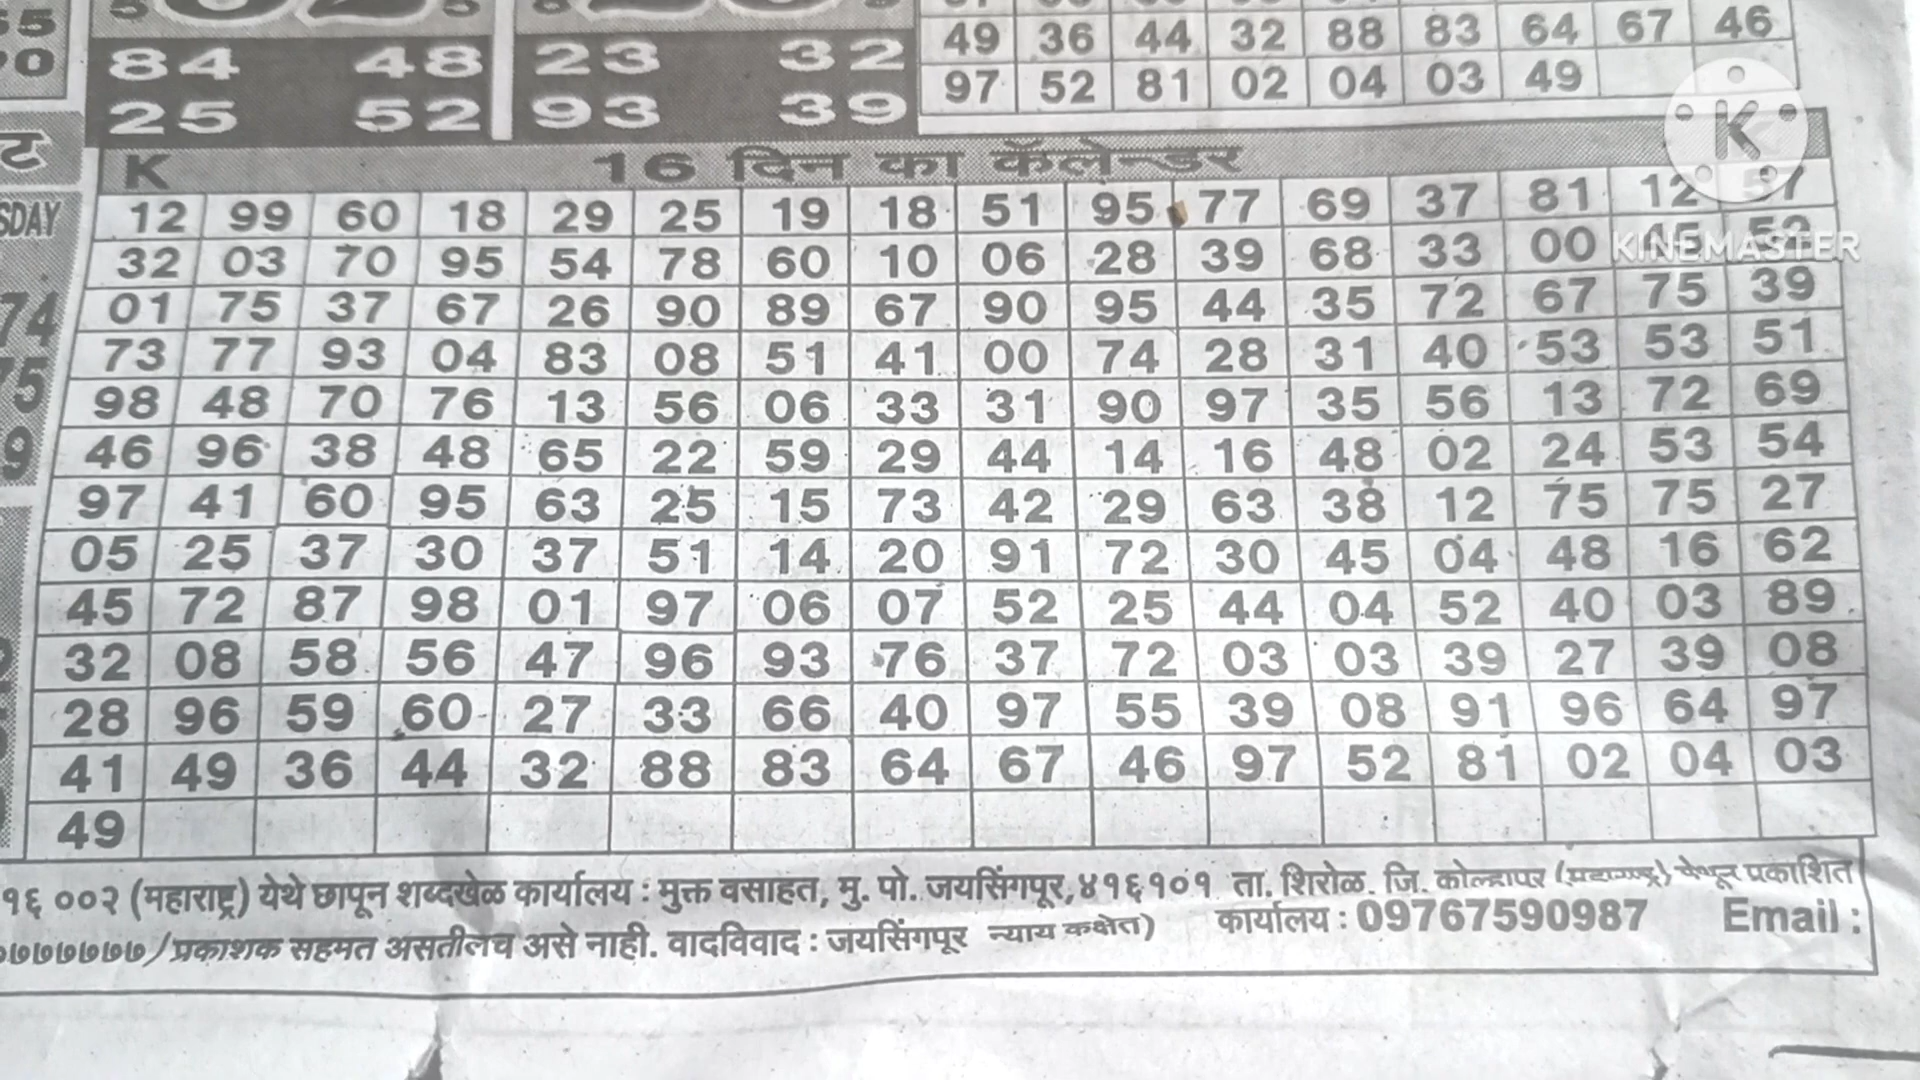 84 48 23 32
25 52 93 39
49 36 44 32 88 83 64 67 46
97 52 81 02 04 03 49
K 16 दिन का कॅलेन्डर
K
SDAY
12 99 60 18 29 25 19 18 51 95 77 69 37 81 12 57
32 03 70 95 54 78 60 10 06 28 39 68 33 00
KINEMASTER
01 75 37 67 26 90 89 67 90 95 44 35 72 67 75 39
73 77 93 04 83 08 51 41 00 74 28 31 40 53 53 51
98 48 70 76 13 56 06 33 31 90 97 35 56 13 72 69
46 96 38 48 65 22 59 29 44 14 16 48 02 24 53 54
97 41 60 95 63 25 15 73 42 29 63 38 12 75 75 27
05 25 37 30 37 51 14 20 91 72 30 45 04 48 16 62
45 72 87 98 01 97 06 07 52 25 44 04 52 40 03 89
32 08 58 56 47 96 93 76 37 72 03 03 39 27 39 08
28 96 59 60 27 33 66 40 97 55 39 08 91 96 64 97
41 49 36 44 32 88 83 64 67 46 97 52 81 02 04 03
49
१६ ००२ (महाराष्ट्र) येथे छापून शब्दखेळ कार्यालय : मुक्त वसाहत, मु. पो. जयसिंगपूर,४१६१०१ ता. शिरोळ. जि. कोल्हापूर (महाराष्ट्र) येथून प्रकाशित
७७७७७७/प्रकाशक सहमत असतीलच असे नाही. वादविवाद : जयसिंगपूर न्याय कक्षेत) कार्यालय : 09767590987 Email :